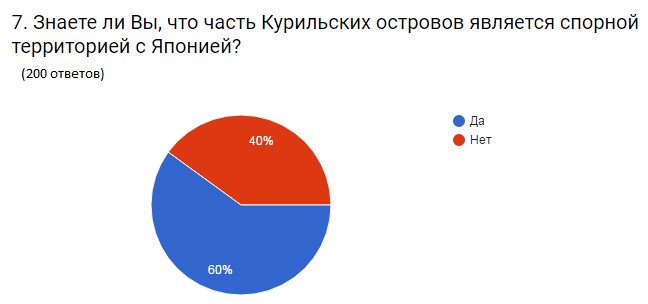 7. Знаете ли Вы, что часть Курильских островов является спорной
территорией с Японией?
(200 ответов)
Да
Нет
40%
60%